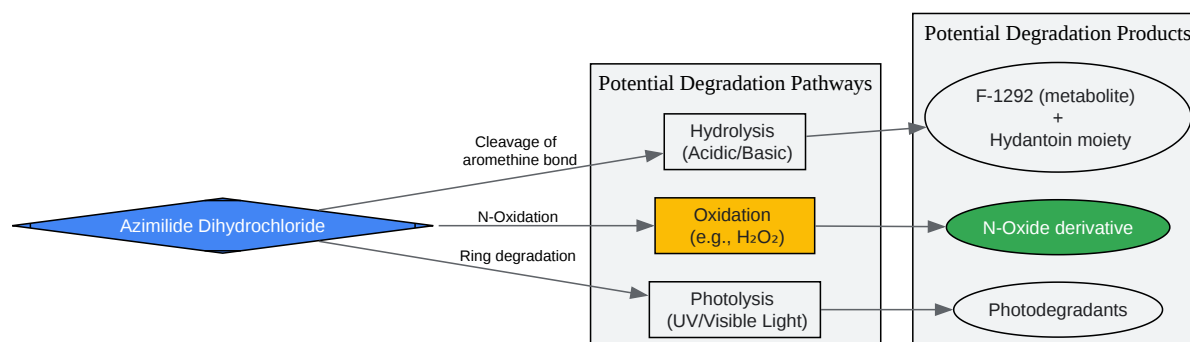 Potential Degradation Products
Potential Degradation Pathways
F-1292 (metabolite)
+
Hydantoin moiety
Hydrolysis
(Acidic/Basic)
Cleavage of
aromethine bond
Azimilide Dihydrochloride
N-Oxidation
Oxidation
(e.g., H₂O₂)
N-Oxide derivative
Ring degradation
Photolysis
(UV/Visible Light)
Photodegradants